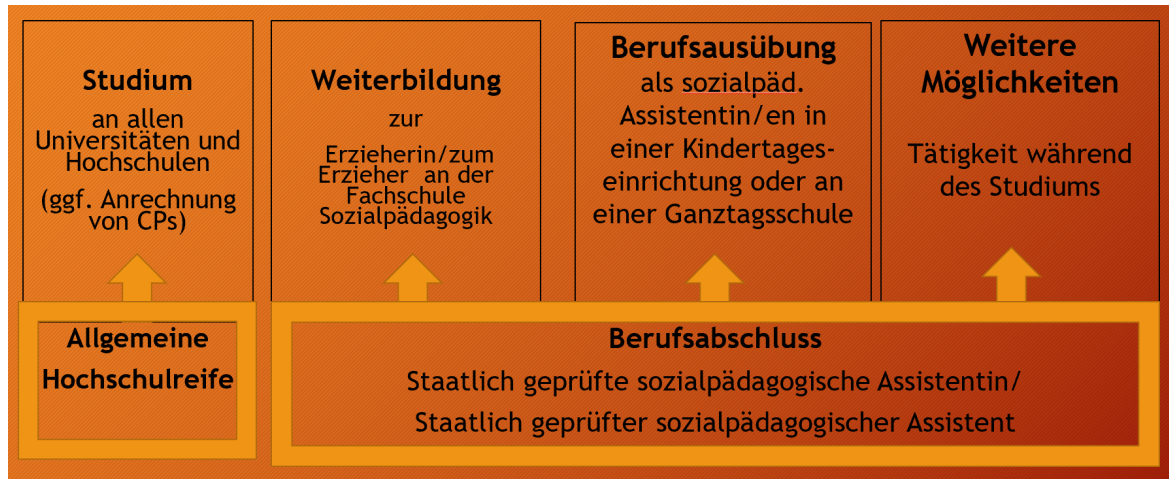 Studium
an allen
Universitäten und
Hochschulen
(ggf. Anrechnung
von CPs)
Weiterbildung
zur
Erzieherin/zum
Erzieher an der
Fachschule
Sozialpädagogik
Berufsausübung
als sozialpäd.
Assistentin/en in
einer Kindertages-
einrichtung oder an
einer Ganztagsschule
Weitere
Möglichkeiten
Tätigkeit während
des Studiums
Allgemeine
Hochschulreife
Berufsabschluss
Staatlich geprüfte sozialpädagogische Assistentin/
Staatlich geprüfter sozialpädagogischer Assistent